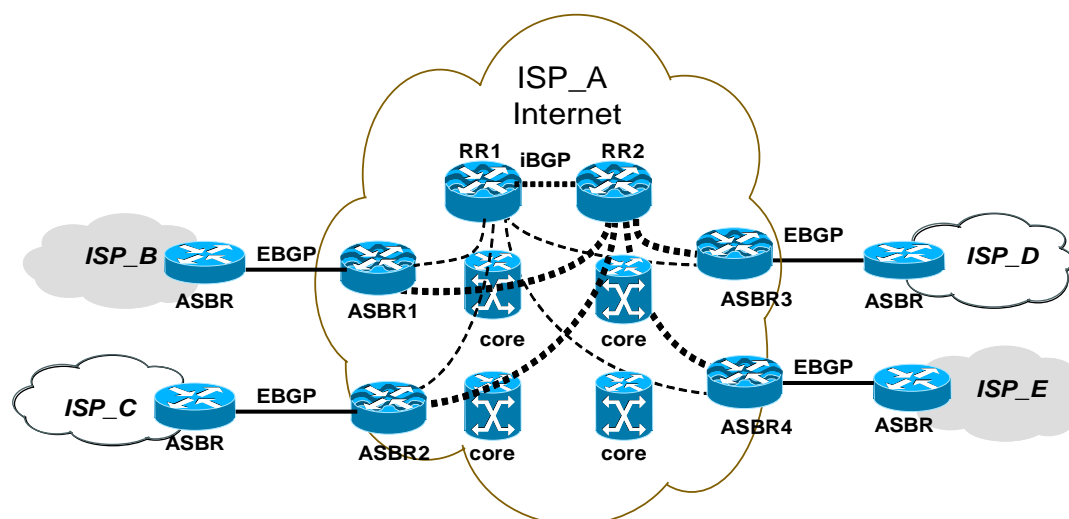 ISP_A
Internet
RR1
iBGP
RR2
ISP_B
EBGP
ASBR
ASBR1
core
core
ASBR3
EBGP
ASBR
ISP_D
ISP_C
EBGP
ASBR
ASBR2
core
core
ASBR4
EBGP
ASBR
ISP_E